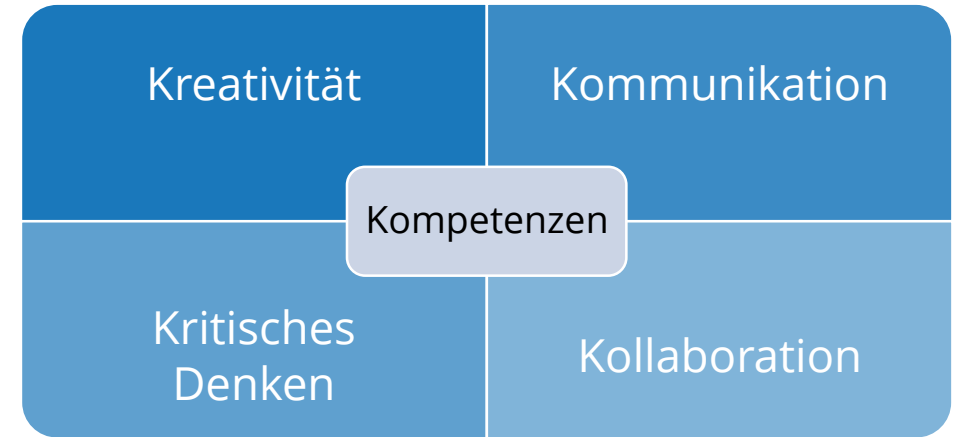 Kreativität
Kommunikation
Kompetenzen
Kritisches
Denken
Kollaboration